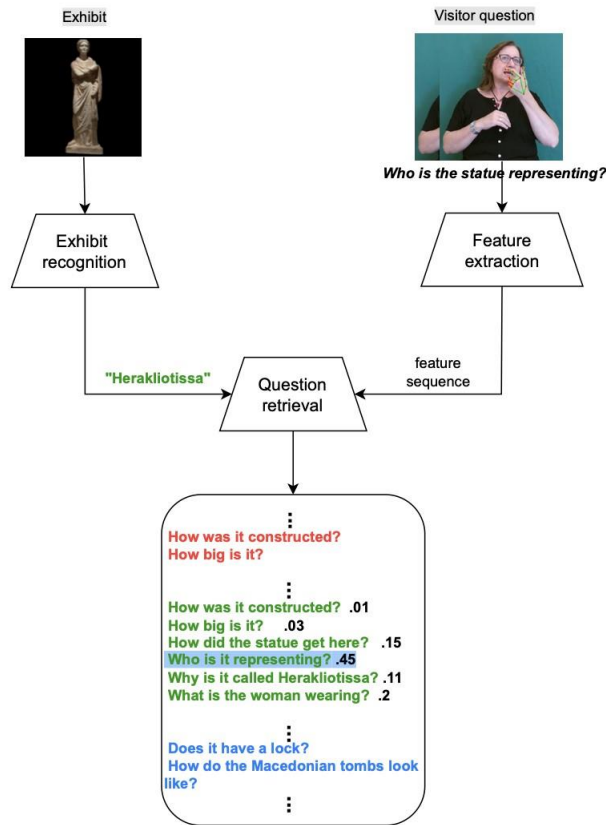 Exhibit
Visitor question
Who is the statue representing?
Exhibit
recognition
Feature
extraction
"Herakliotissa"
feature
sequence
Question
retrieval
How was it constructed?
How big is it?
How was it constructed? .01
How big is it? .03
How did the statue get here? .15
Who is it representing? .45
Why is it called Herakliotissa? .11
What is the woman wearing? .2
Does it have a lock?
How do the Macedonian tombs look
like?